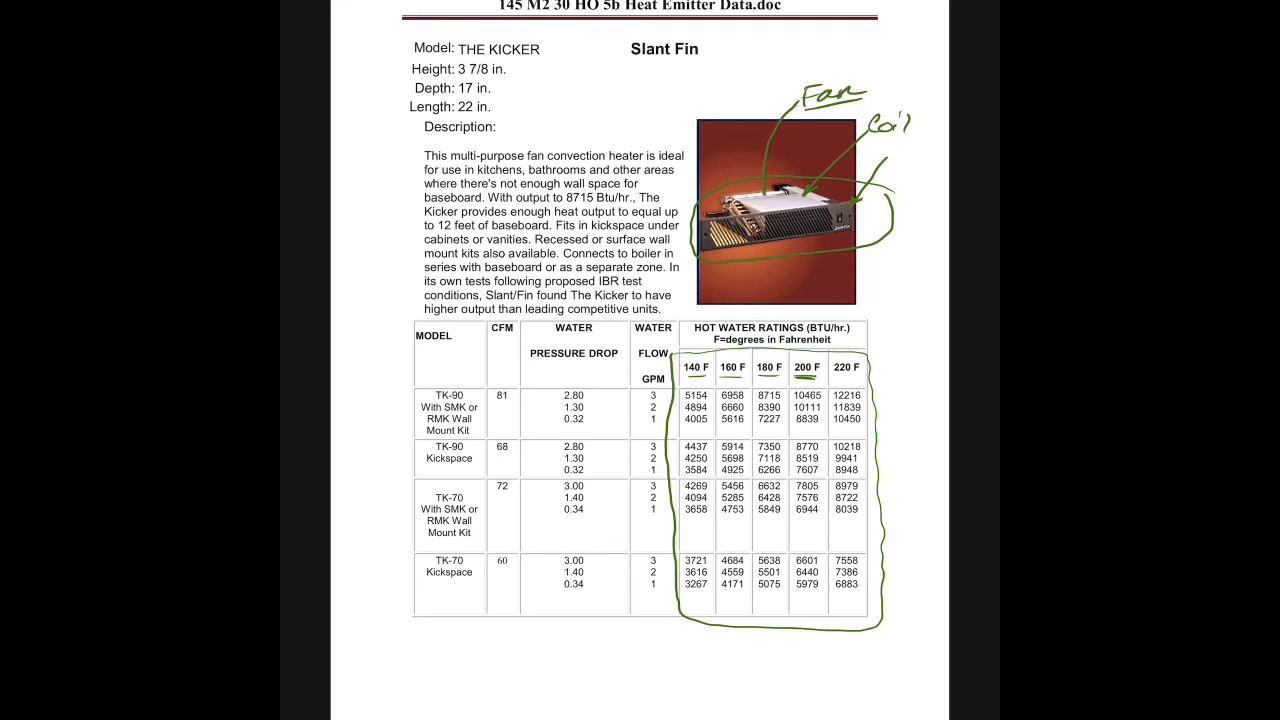 145 M2 30 HO 5b Heat Emitter Data.doc
Model: THE KICKER Slant Fin
Height: 3 7/8 in.
Depth: 17 in.
Length: 22 in.
Description:
Fan
Coil
This multi-purpose fan convection heater is ideal
for use in kitchens, bathrooms and other areas
where there's not enough wall space for
baseboard. With output to 8715 Btu/hr., The
Kicker provides enough heat output to equal up
to 12 feet of baseboard. Fits in kickspace under
cabinets or vanities. Recessed or surface wall
mount kits also available. Connects to boiler in
series with baseboard or as a separate zone. In
its own tests following proposed IBR test
conditions, Slant/Fin found The Kicker to have
higher output than leading competitive units.
Slant/Fin
MODEL CFM WATER PRESSURE DROP WATER FLOW GPM HOT WATER RATINGS (BTU/hr.)
F=degrees in Fahrenheit
140 F 160 F 180 F 200 F 220 F
TK-90 81 2.80 3 5154 6958 8715 10465 12216
With SMK or 1.30 2 4894 6660 8390 10111 11839
RMK Wall 0.32 1 4005 5616 7227 8839 10450
Mount Kit
TK-90 68 2.80 3 4437 5914 7350 8770 10218
Kickspace 1.30 2 4250 5698 7118 8519 9941
0.32 1 3584 4925 6266 7607 8948
72 3.00 3 4269 5456 6632 7805 8979
TK-70 1.40 2 4094 5285 6428 7576 8722
With SMK or 0.34 1 3658 4753 5849 6944 8039
RMK Wall
Mount Kit
TK-70 60 3.00 3 3721 4684 5638 6601 7558
Kickspace 1.40 2 3616 4559 5501 6440 7386
0.34 1 3267 4171 5075 5979 6883